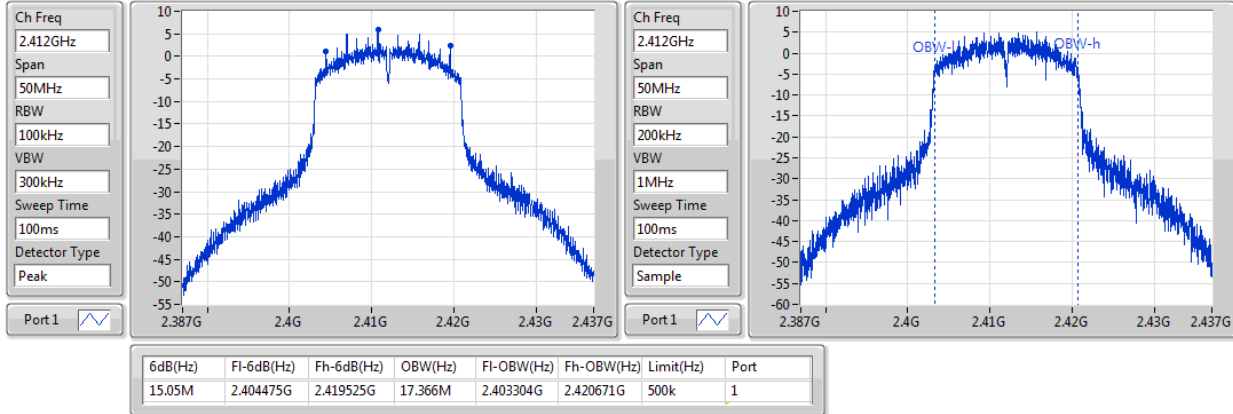 Ch Freq
2.412GHz
Span
50MHz
RBW
100kHz
VBW
300kHz
Sweep Time
100ms
Detector Type
Peak
Port 1
10
5
0
-5
-10
-15
-20
-25
-30
-35
-40
-45
-50
-55
2.387G 2.4G 2.41G 2.42G 2.43G 2.437G
Ch Freq
2.412GHz
Span
50MHz
RBW
200kHz
VBW
1MHz
Sweep Time
100ms
Detector Type
Sample
Port 1
10
5
0
-5
-10
-15
-20
-25
-30
-35
-40
-45
-50
-55
-60
OBW-l OBW-h
2.387G 2.4G 2.41G 2.42G 2.43G 2.437G
6dB(Hz) Fl-6dB(Hz) Fh-6dB(Hz) OBW(Hz) Fl-OBW(Hz) Fh-OBW(Hz) Limit(Hz) Port
15.05M 2.404475G 2.419525G 17.366M 2.403304G 2.420671G 500k 1